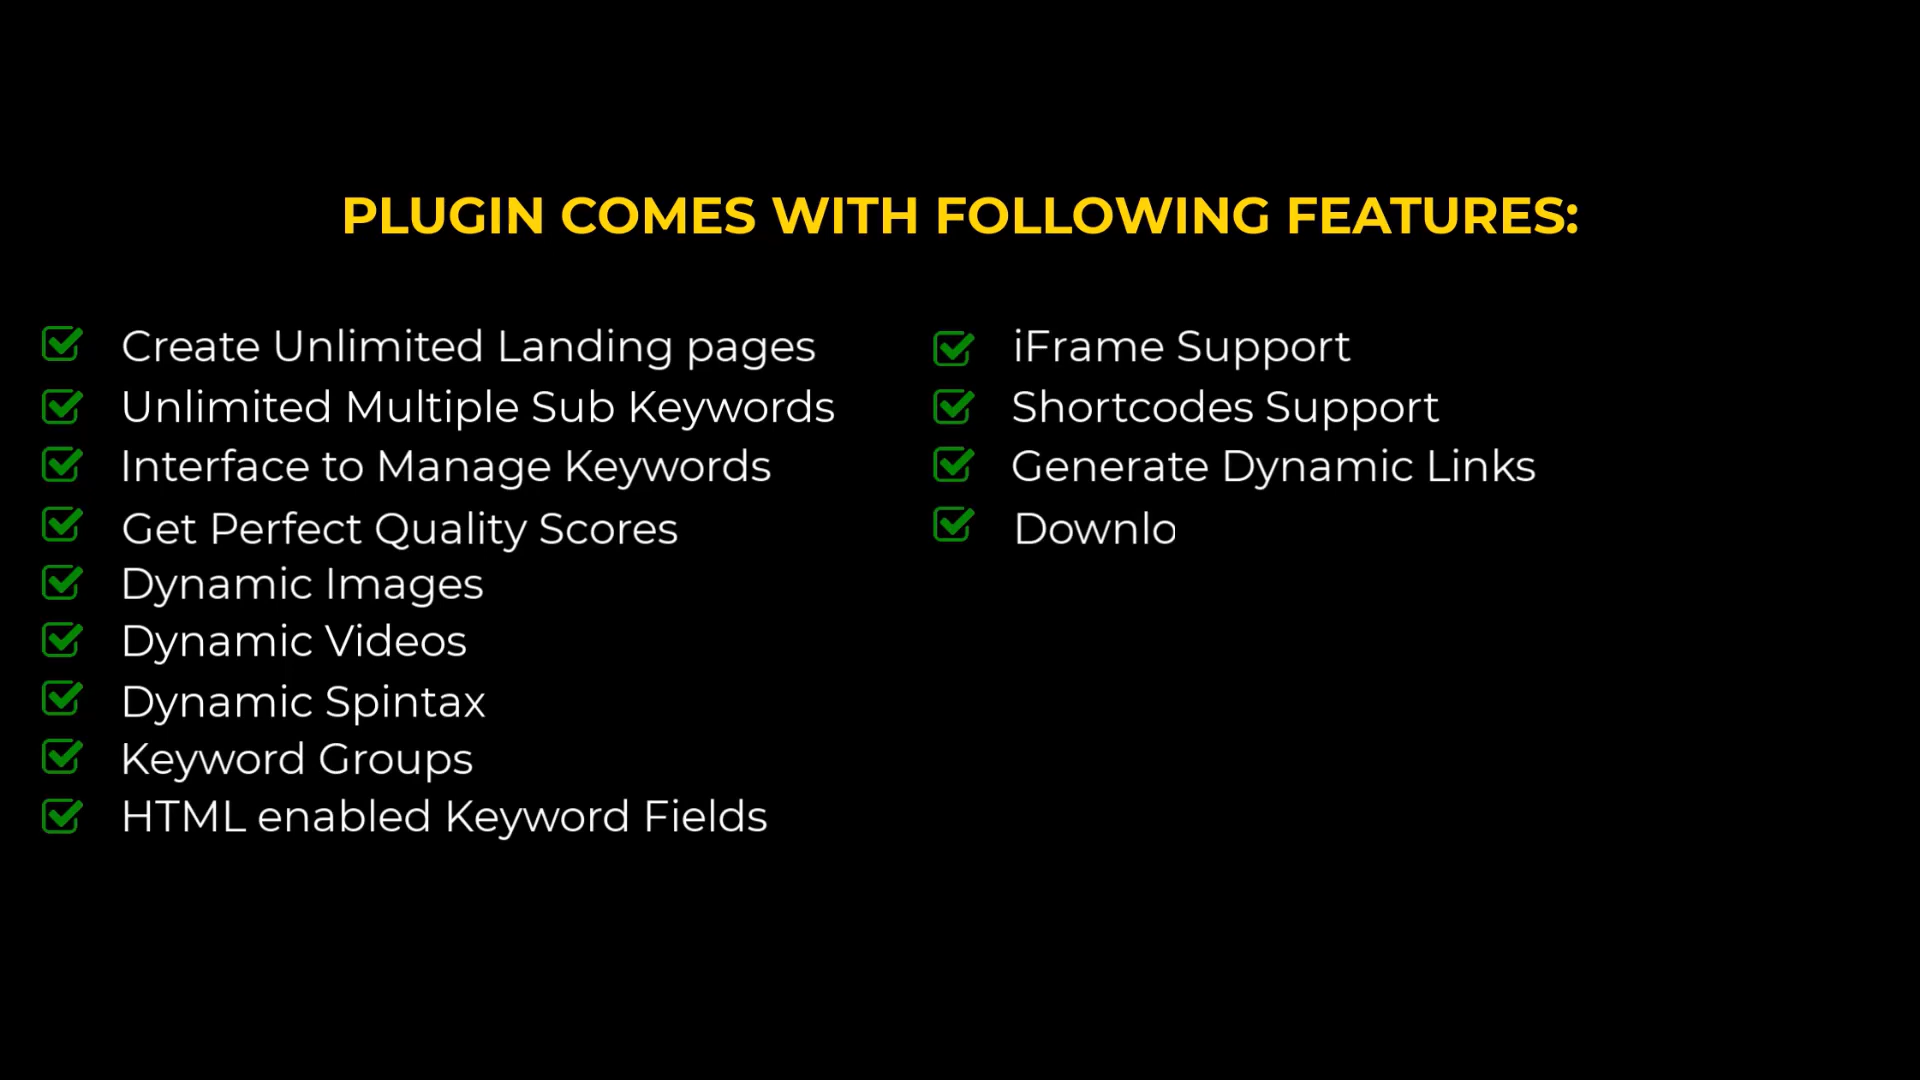 PLUGIN COMES WITH FOLLOWING FEATURES:
Create Unlimited Landing pages
Unlimited Multiple Sub Keywords
Interface to Manage Keywords
Get Perfect Quality Scores
Dynamic Images
Dynamic Videos
Dynamic Spintax
Keyword Groups
HTML enabled Keyword Fields
iFrame Support
Shortcodes Support
Generate Dynamic Links
Downlo